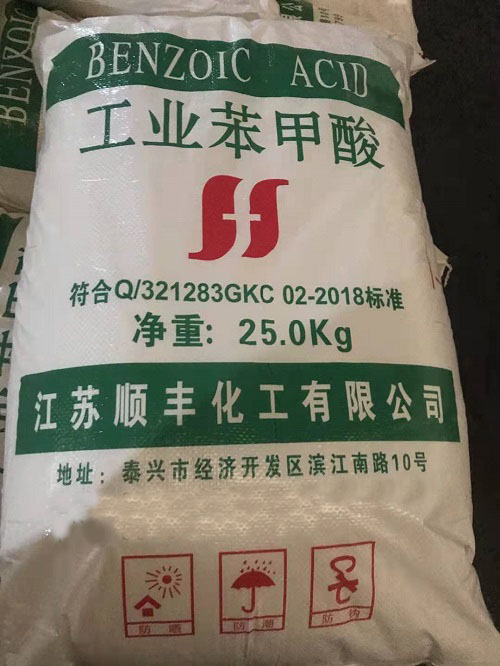 BENZOIC ACID
工业苯甲酸
符合Q/321283GKC 02-2018标准
净重: 25.0Kg
江苏顺丰化工有限公司
地址: 泰兴市经济开发区滨江南路10号
防晒 防潮 防钩
BENZOIC